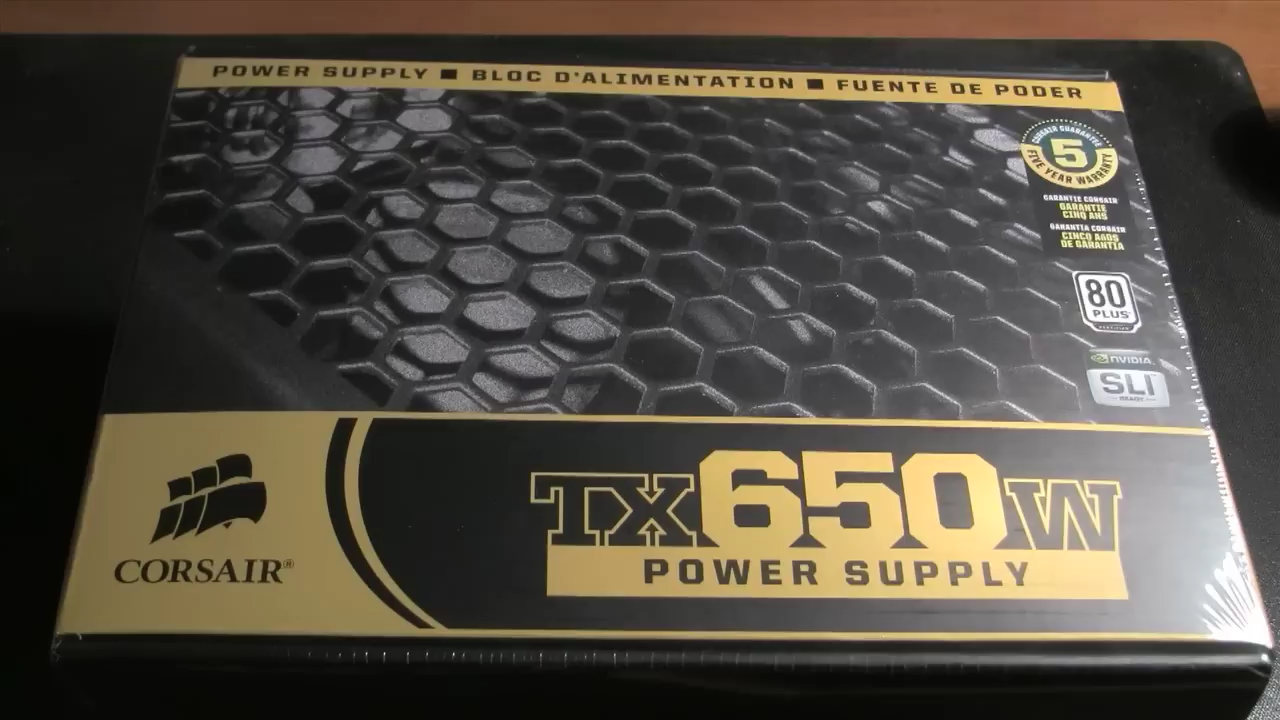 POWER SUPPLY ■ BLOC D'ALIMENTATION ■ FUENTE DE PODER
CORSAIR GUARANTEE
5
FIVE YEAR WARRANTY
GARANTIE CORSAIR
GARANTIE
CINQ ANS
GARANTIA CORSAIR
CINCO AÑOS
DE GARANTIA
80
PLUS
NVIDIA
SLI
READY
TX650W
POWER SUPPLY
CORSAIR®